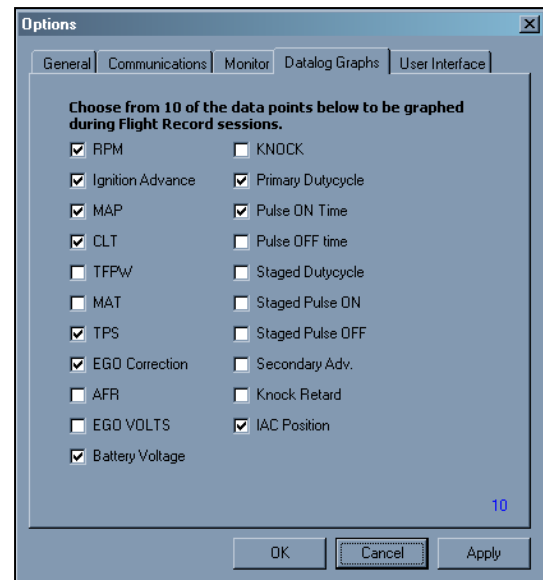 Options
General Communications Monitor Datalog Graphs User Interface
Choose from 10 of the data points below to be graphed
during Flight Record sessions.
RPM
Ignition Advance
MAP
CLT
TFPW
MAT
TPS
EGO Correction
AFR
EGO VOLTS
Battery Voltage
KNOCK
Primary Dutycycle
Pulse ON Time
Pulse OFF time
Staged Dutycycle
Staged Pulse ON
Staged Pulse OFF
Secondary Adv.
Knock Retard
IAC Position
10
OK Cancel Apply